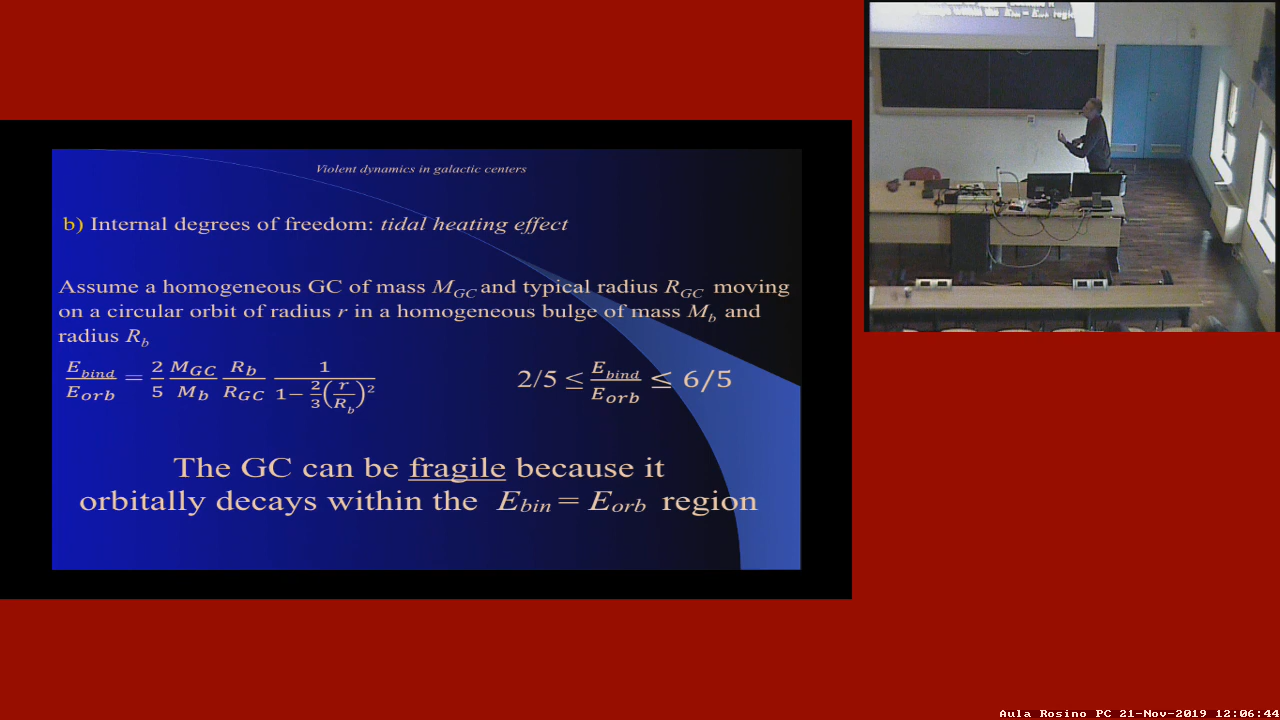 Violent dynamics in galactic centers
b) Internal degrees of freedom: tidal heating effect
Assume a homogeneous GC of mass M_GC and typical radius R_GC moving
on a circular orbit of radius r in a homogeneous bulge of mass M_b and
radius R_b
E_bind/E_orb = 2/5 M_GC/M_b R_b/R_GC 1/(1− 2/3(r/R_b)²)
2/5 ≤ E_bind/E_orb ≤ 6/5
The GC can be fragile because it
orbitally decays within the E_bin = E_orb region
within the E_bin = E_orb
Aula Rosino PC 21-Nov-2019 12:06:44